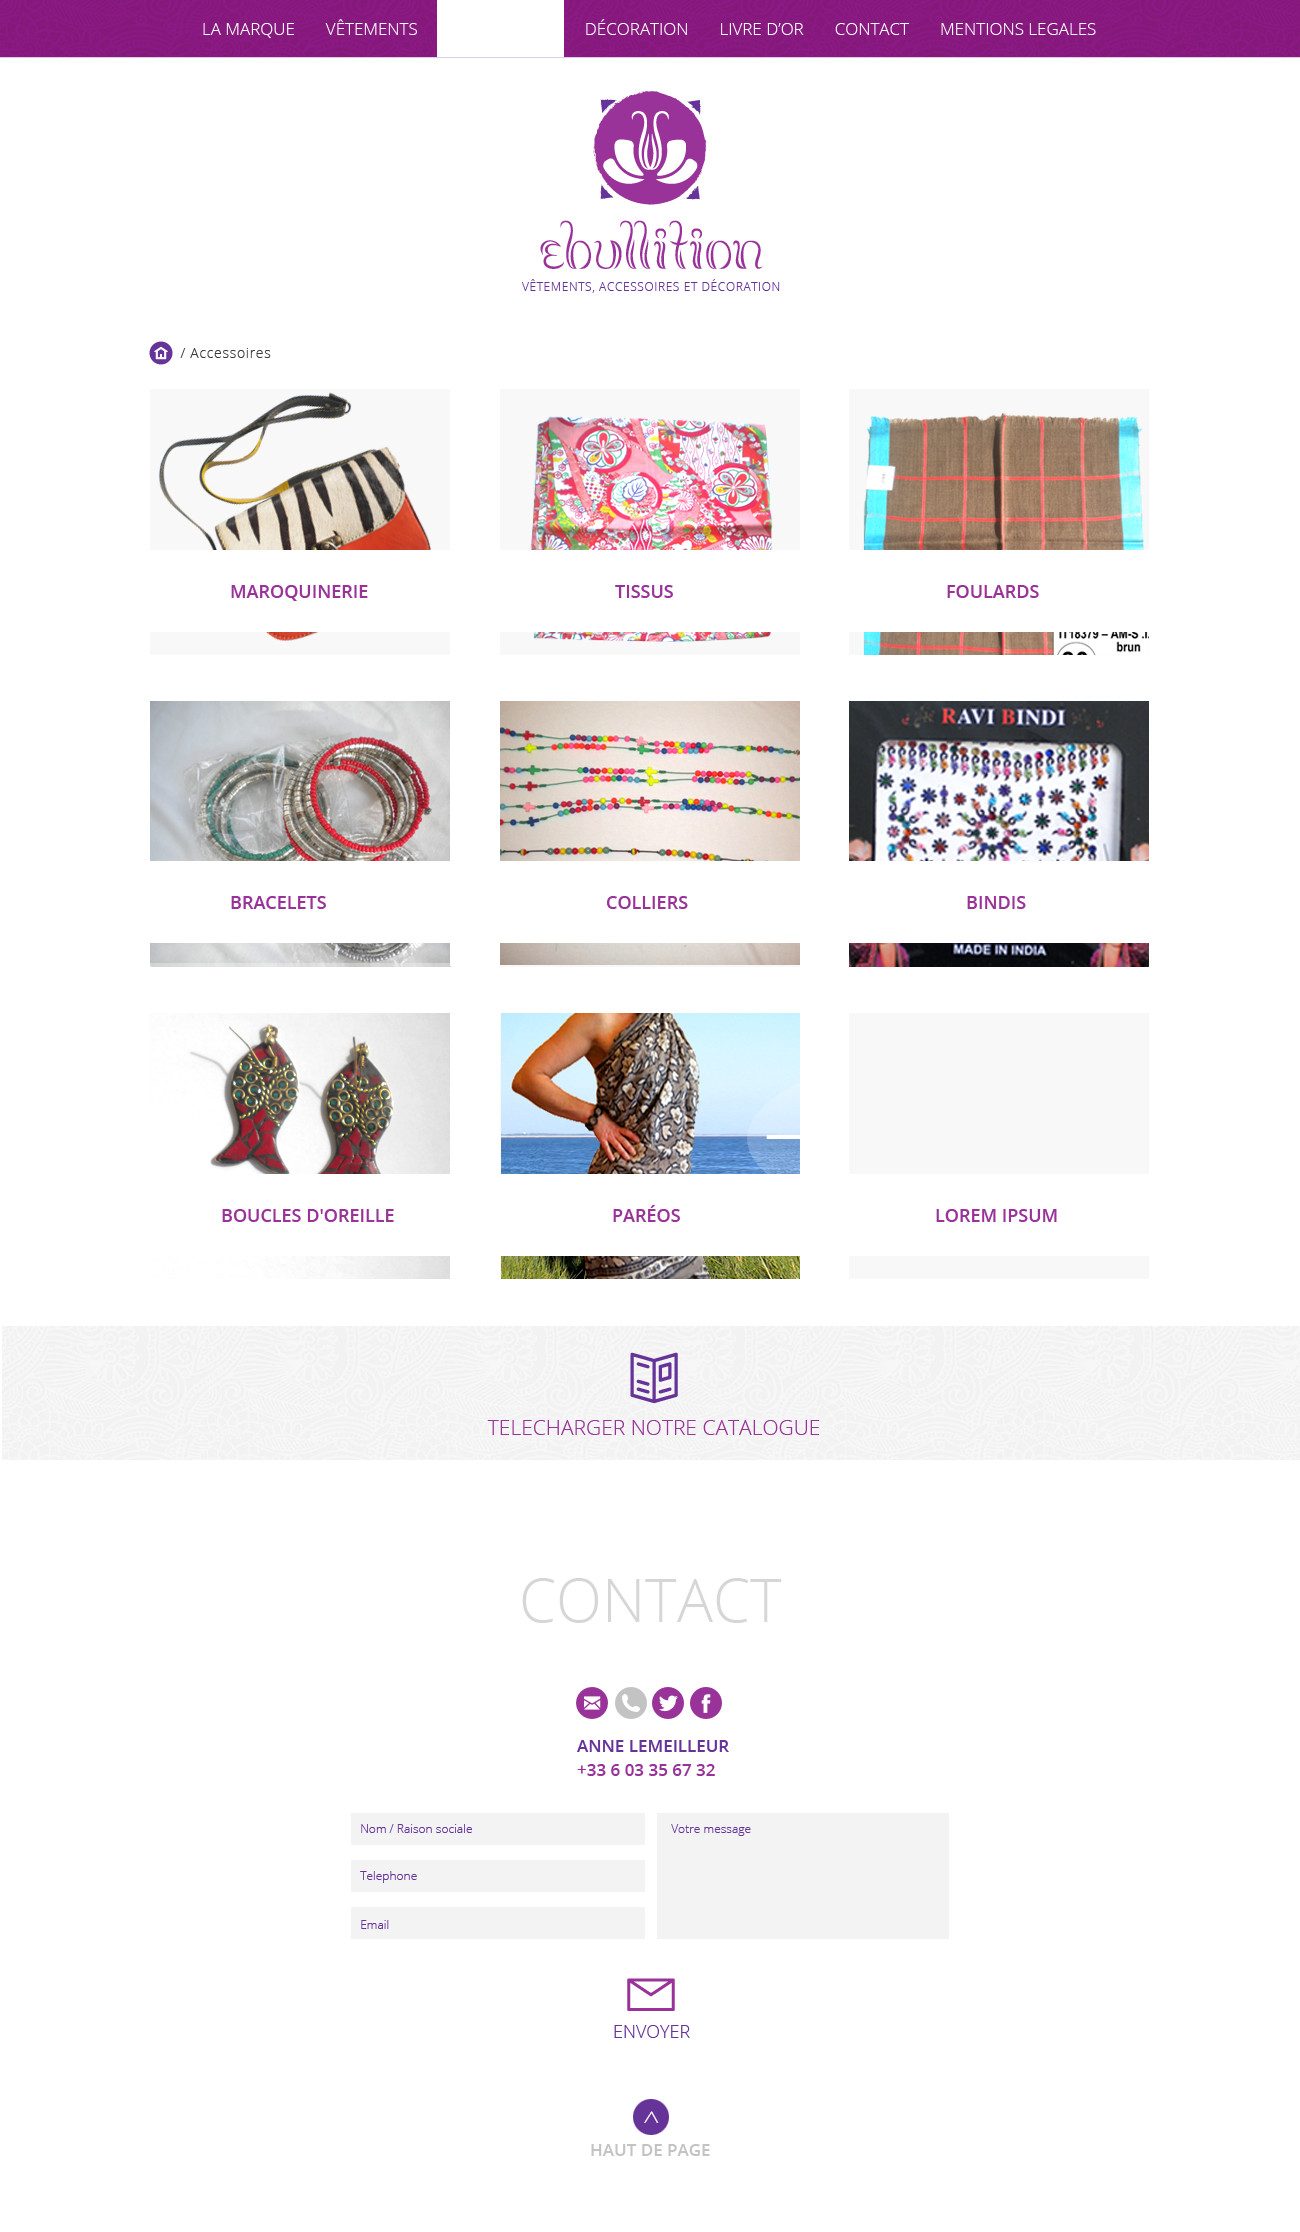 LA MARQUE VÊTEMENTS DÉCORATION LIVRE D'OR CONTACT MENTIONS LEGALES
ebullition
VÊTEMENTS, ACCESSOIRES ET DÉCORATION
/ Accessoires
MAROQUINERIE
TISSUS
FOULARDS
brun
RAVI BINDI
BRACELETS
COLLIERS
BINDIS
MADE IN INDIA
BOUCLES D'OREILLE
PARÉOS
LOREM IPSUM
TELECHARGER NOTRE CATALOGUE
CONTACT
ANNE LEMEILLEUR
+33 6 03 35 67 32
Nom / Raison sociale
Votre message
Telephone
Email
ENVOYER
HAUT DE PAGE